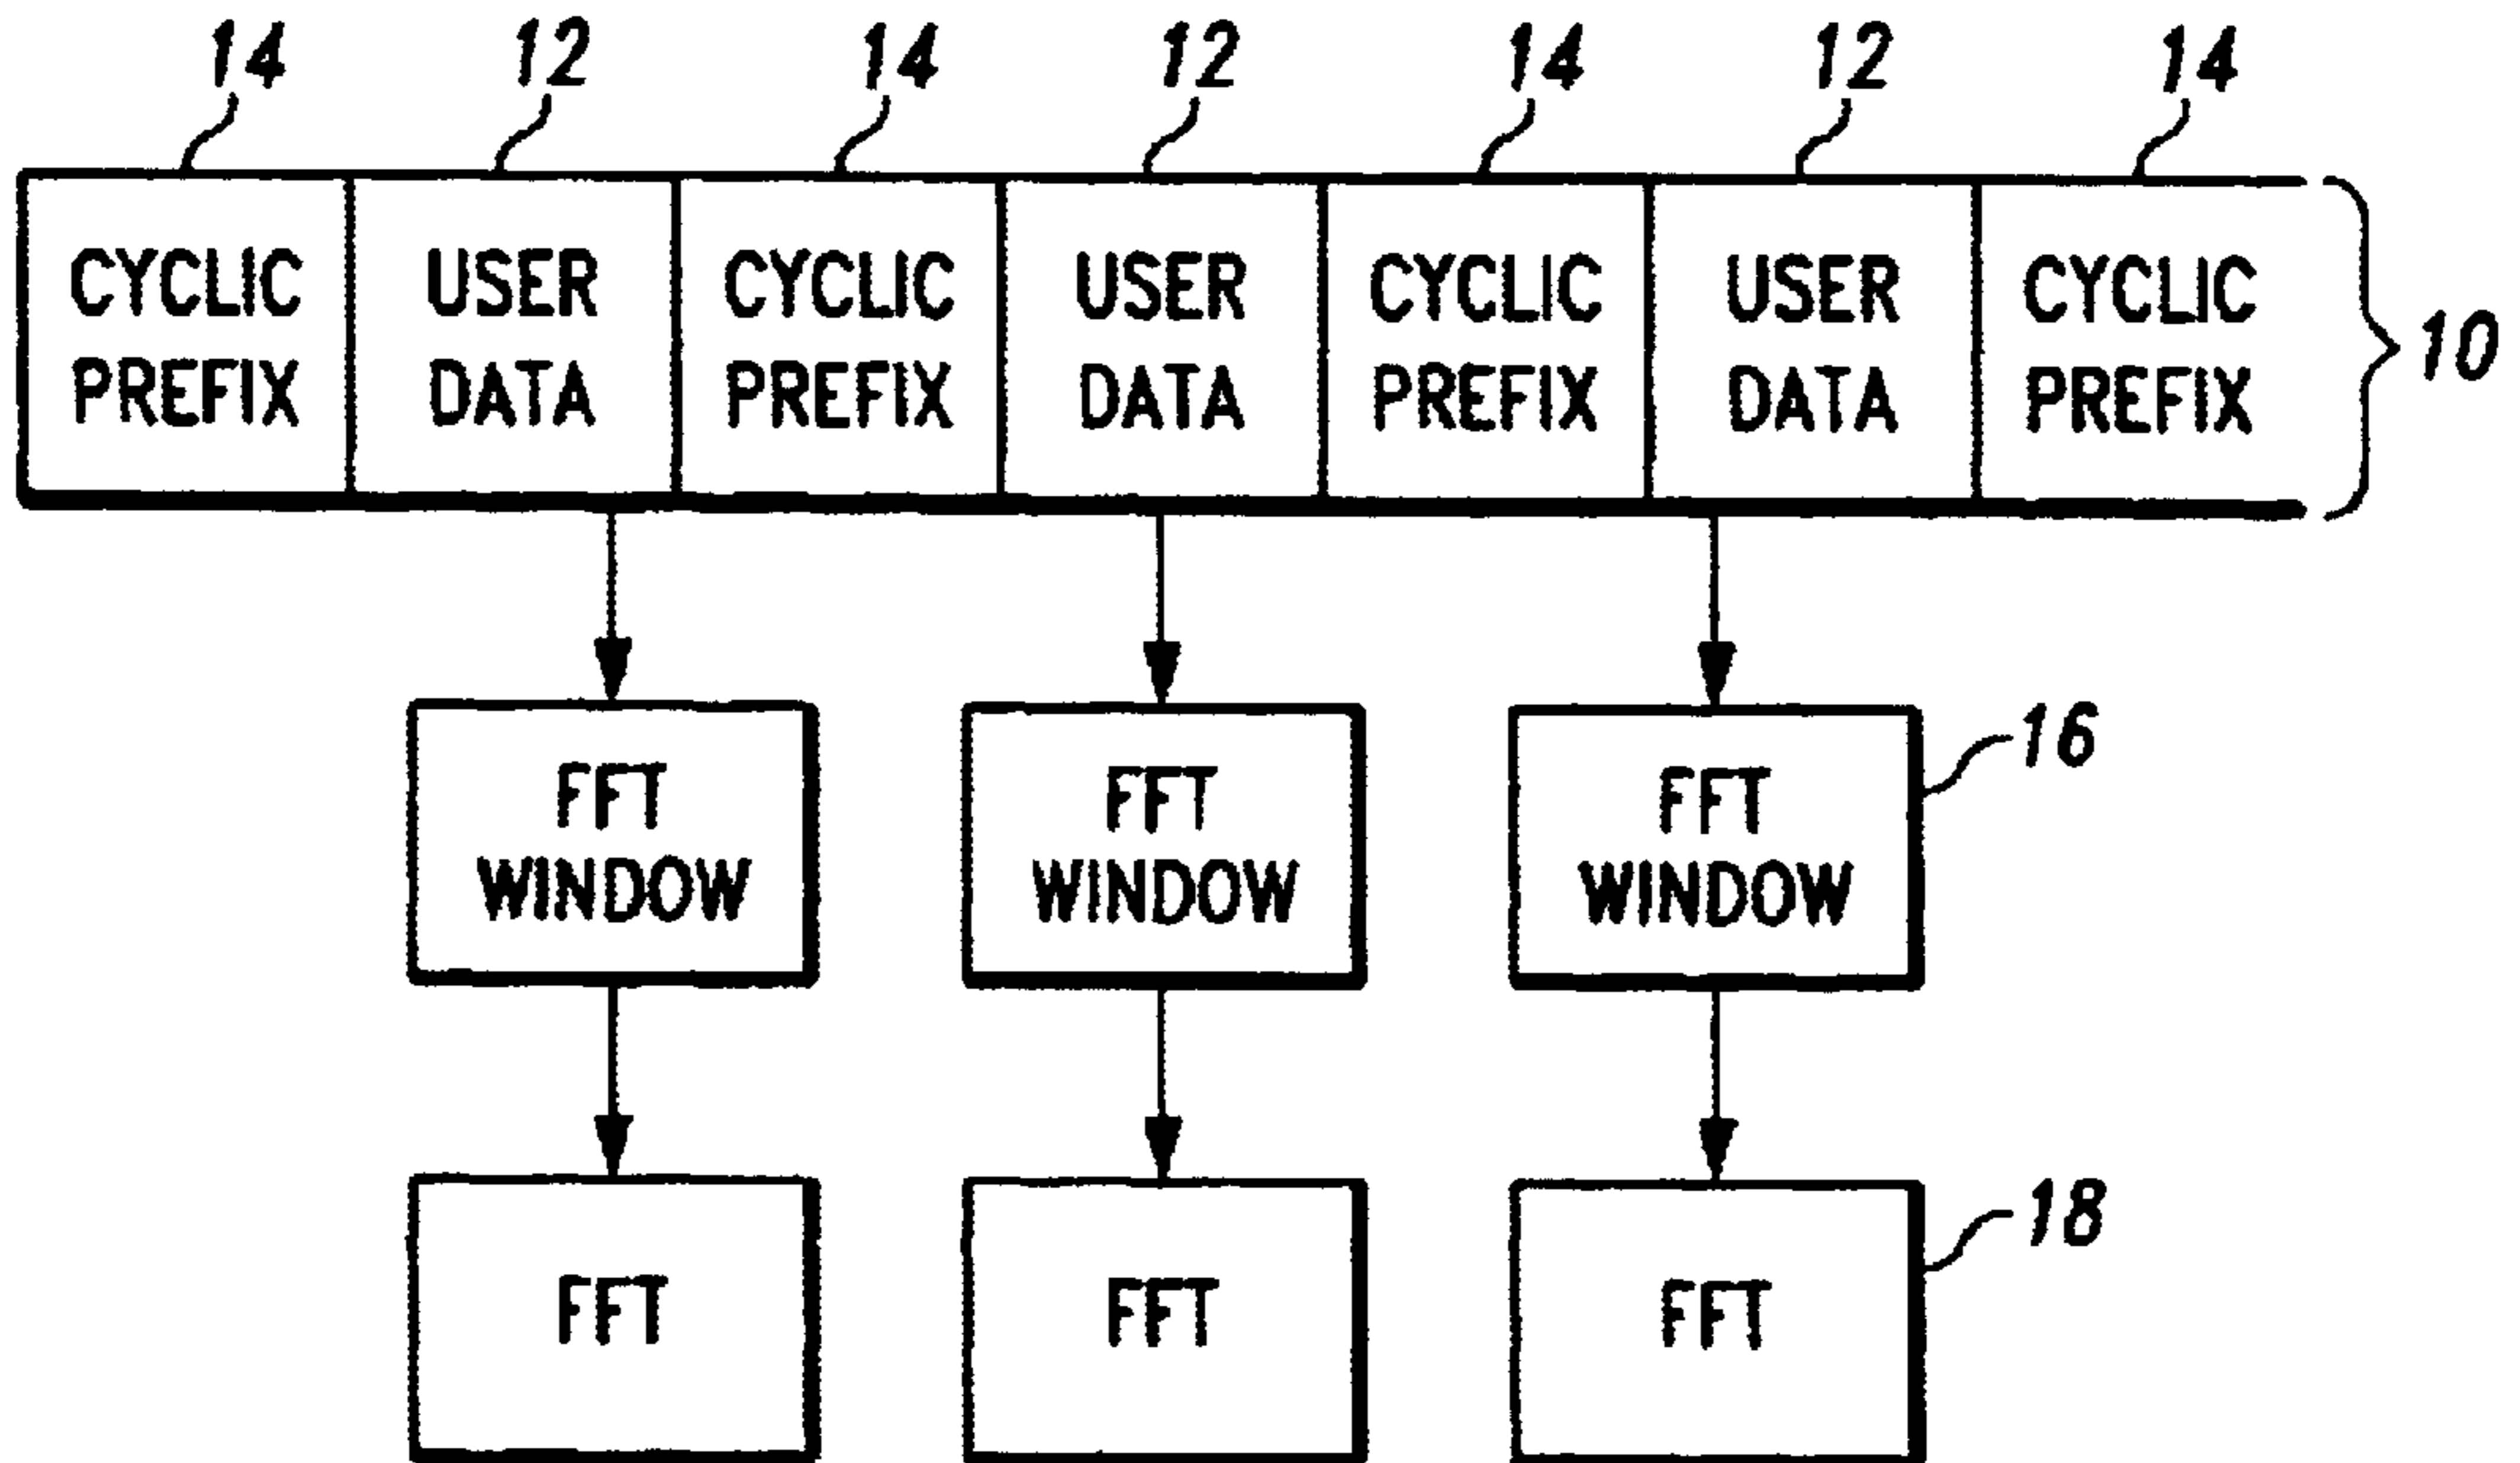 14 12 14 12 14 12 14
CYCLIC PREFIX
USER DATA
CYCLIC PREFIX
USER DATA
CYCLIC PREFIX
USER DATA
CYCLIC PREFIX
10
FFT WINDOW
FFT WINDOW
FFT WINDOW
16
FFT
FFT
FFT
18